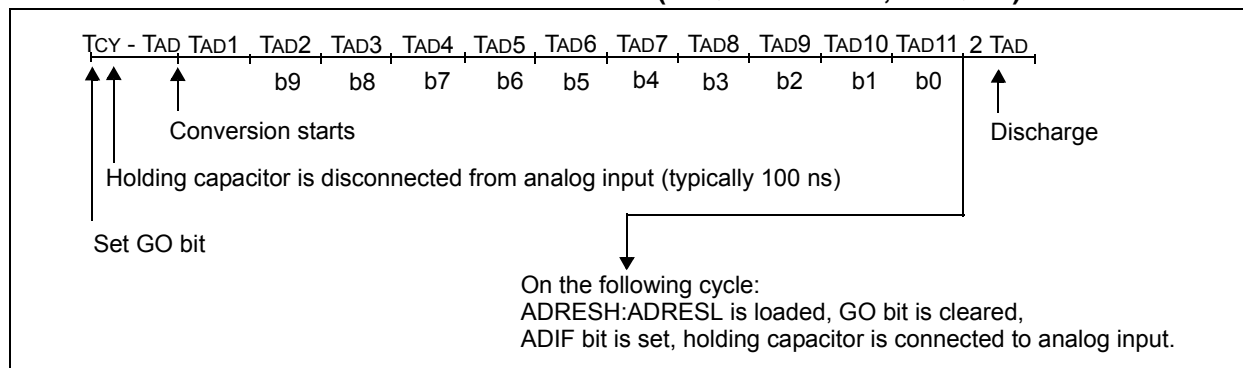 TCY - TAD TAD1 TAD2 TAD3 TAD4 TAD5 TAD6 TAD7 TAD8 TAD9 TAD10 TAD11 2 TAD
b9 b8 b7 b6 b5 b4 b3 b2 b1 b0
Conversion starts
Discharge
Holding capacitor is disconnected from analog input (typically 100 ns)
Set GO bit
On the following cycle:
ADRESH:ADRESL is loaded, GO bit is cleared,
ADIF bit is set, holding capacitor is connected to analog input.